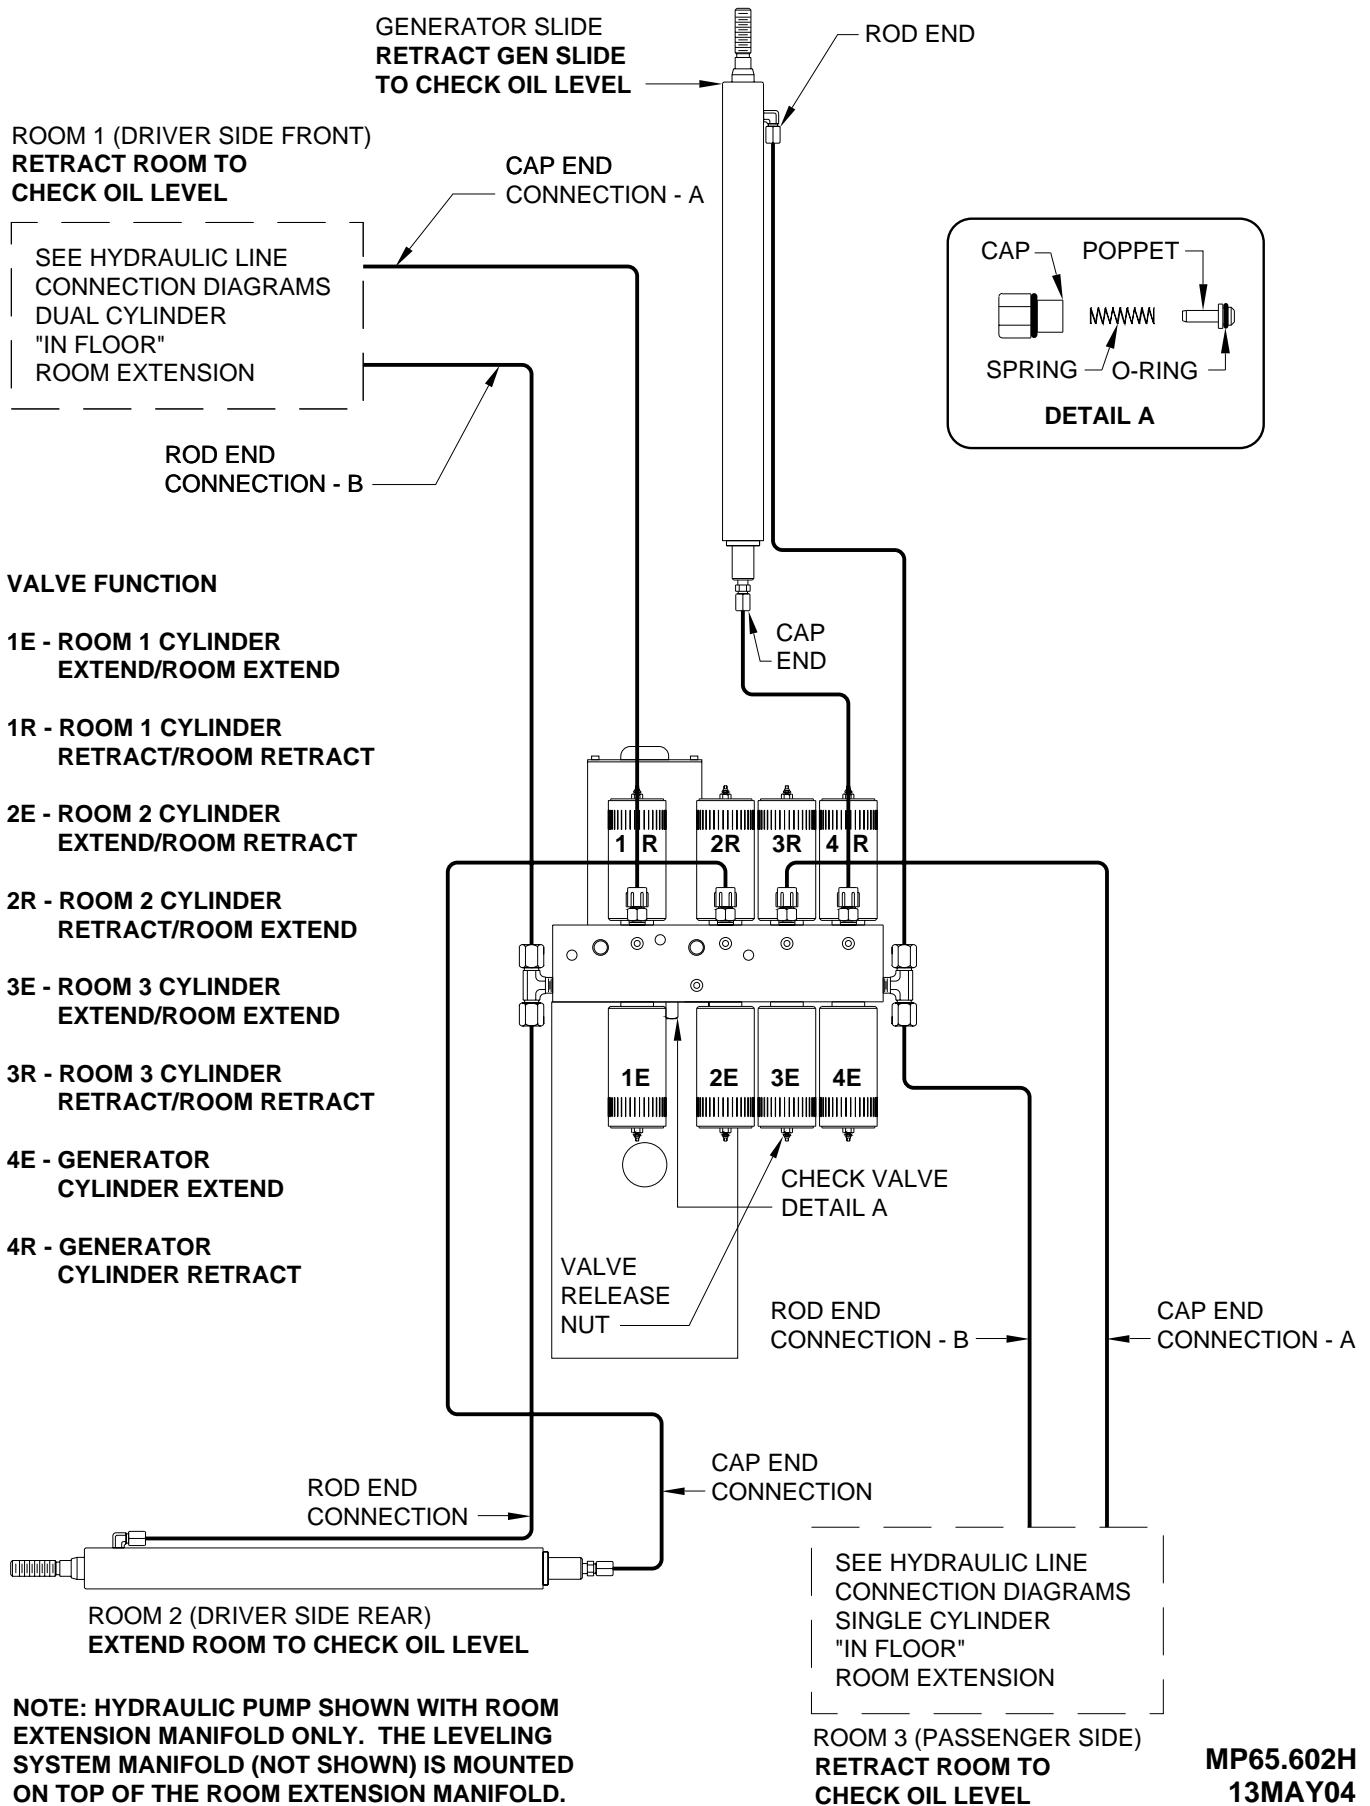 GENERATOR SLIDE
RETRACT GEN SLIDE
TO CHECK OIL LEVEL
ROD END
ROOM 1 (DRIVER SIDE FRONT)
RETRACT ROOM TO
CHECK OIL LEVEL
CAP END
CONNECTION - A
SEE HYDRAULIC LINE
CONNECTION DIAGRAMS
DUAL CYLINDER
"IN FLOOR"
ROOM EXTENSION
CAP
POPPET
SPRING
O-RING
DETAIL A
ROD END
CONNECTION - B
VALVE FUNCTION
1E - ROOM 1 CYLINDER
EXTEND/ROOM EXTEND
1R - ROOM 1 CYLINDER
RETRACT/ROOM RETRACT
2E - ROOM 2 CYLINDER
EXTEND/ROOM RETRACT
2R - ROOM 2 CYLINDER
RETRACT/ROOM EXTEND
3E - ROOM 3 CYLINDER
EXTEND/ROOM EXTEND
3R - ROOM 3 CYLINDER
RETRACT/ROOM RETRACT
4E - GENERATOR
CYLINDER EXTEND
4R - GENERATOR
CYLINDER RETRACT
CAP
END
1 R
2R
3R
4 R
1E
2E
3E
4E
CHECK VALVE
DETAIL A
VALVE
RELEASE
NUT
ROD END
CONNECTION - B
CAP END
CONNECTION - A
ROD END
CONNECTION
CAP END
CONNECTION
ROOM 2 (DRIVER SIDE REAR)
EXTEND ROOM TO CHECK OIL LEVEL
SEE HYDRAULIC LINE
CONNECTION DIAGRAMS
SINGLE CYLINDER
"IN FLOOR"
ROOM EXTENSION
ROOM 3 (PASSENGER SIDE)
RETRACT ROOM TO
CHECK OIL LEVEL
NOTE: HYDRAULIC PUMP SHOWN WITH ROOM
EXTENSION MANIFOLD ONLY. THE LEVELING
SYSTEM MANIFOLD (NOT SHOWN) IS MOUNTED
ON TOP OF THE ROOM EXTENSION MANIFOLD.
MP65.602H
13MAY04